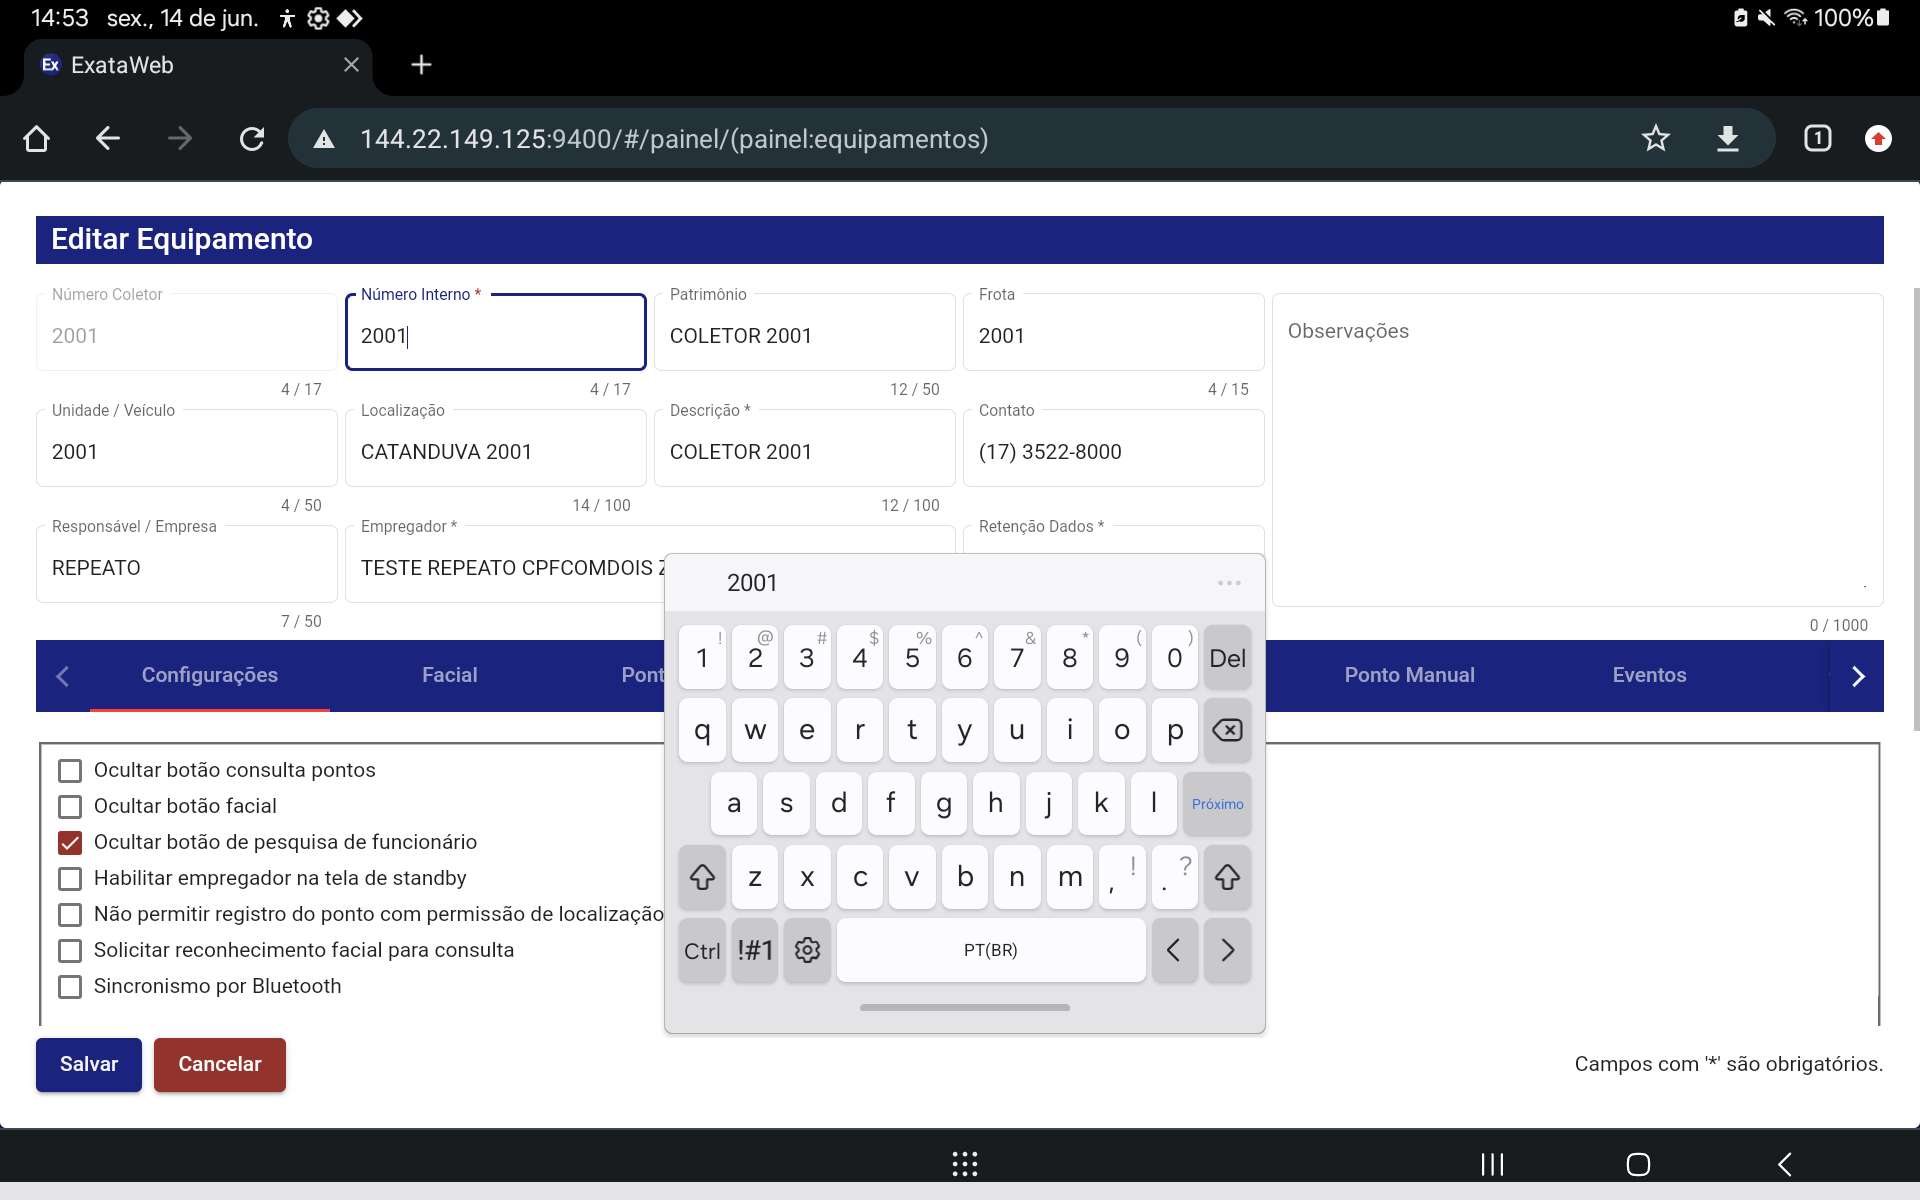 14:53 sex., 14 de jun. 100%
Ex ExataWeb
144.22.149.125:9400/#/painel/(painel:equipamentos) 1
Editar Equipamento
Número Coletor Número Interno * Patrimônio Frota
2001 2001 COLETOR 2001 2001 Observações
4 / 17 4 / 17 12 / 50 4 / 15
Unidade / Veículo Localização Descrição * Contato
2001 CATANDUVA 2001 COLETOR 2001 (17) 3522-8000
4 / 50 14 / 100 12 / 100
Responsável / Empresa Empregador * Retenção Dados *
REPEATO TESTE REPEATO CPFCOMDOIS
7 / 50 0 / 1000
Configurações Facial Pont Ponto Manual Eventos
Ocultar botão consulta pontos
Ocultar botão facial
Ocultar botão de pesquisa de funcionário
Habilitar empregador na tela de standby
Não permitir registro do ponto com permissão de localização
Solicitar reconhecimento facial para consulta
Sincronismo por Bluetooth
2001
! @ # $ % ^ & * ( )
1 2 3 4 5 6 7 8 9 0 Del
q w e r t y u i o p
a s d f g h j k l Próximo
z x c v b n m , ! . ?
Ctrl !#1 PT(BR) < >
Salvar Cancelar Campos com '*' são obrigatórios.